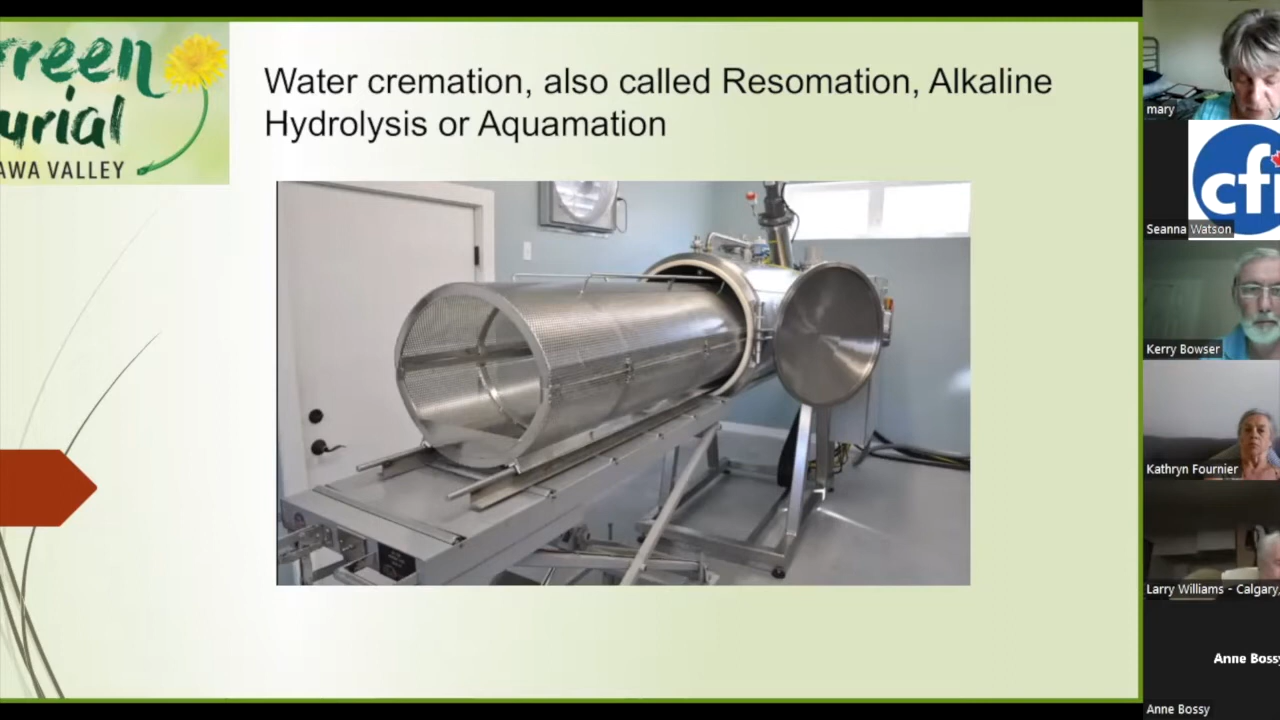 reen
urial
AWA VALLEY
Water cremation, also called Resomation, Alkaline
Hydrolysis or Aquamation
mary
cfi
Seanna Watson
Kerry Bowser
Kathryn Fournier
Larry Williams - Calgary,
Anne Bossy
Anne Bossy